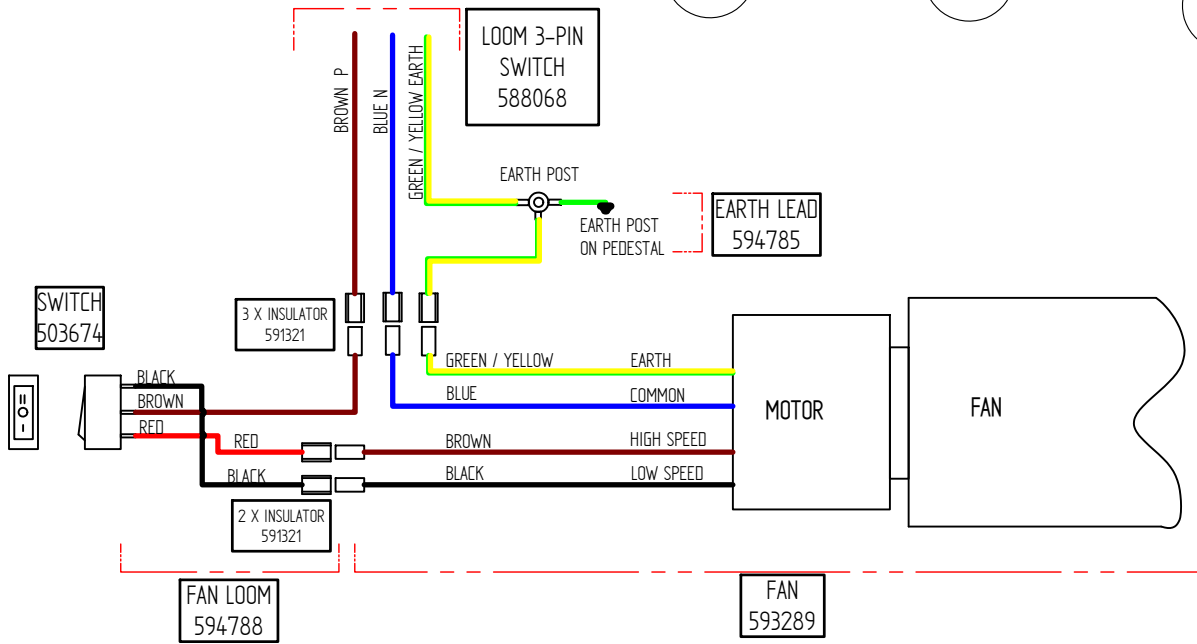 LOOM 3-PIN
SWITCH
588068
BROWN P
BLUE N
GREEN / YELLOW EARTH
EARTH POST
EARTH POST
ON PEDESTAL
EARTH LEAD
594785
SWITCH
503674
3 X INSULATOR
591321
BLACK
BROWN
RED
GREEN / YELLOW
EARTH
BLUE
COMMON
MOTOR
FAN
RED
BROWN
HIGH SPEED
BLACK
BLACK
LOW SPEED
2 X INSULATOR
591321
FAN LOOM
594788
FAN
593289